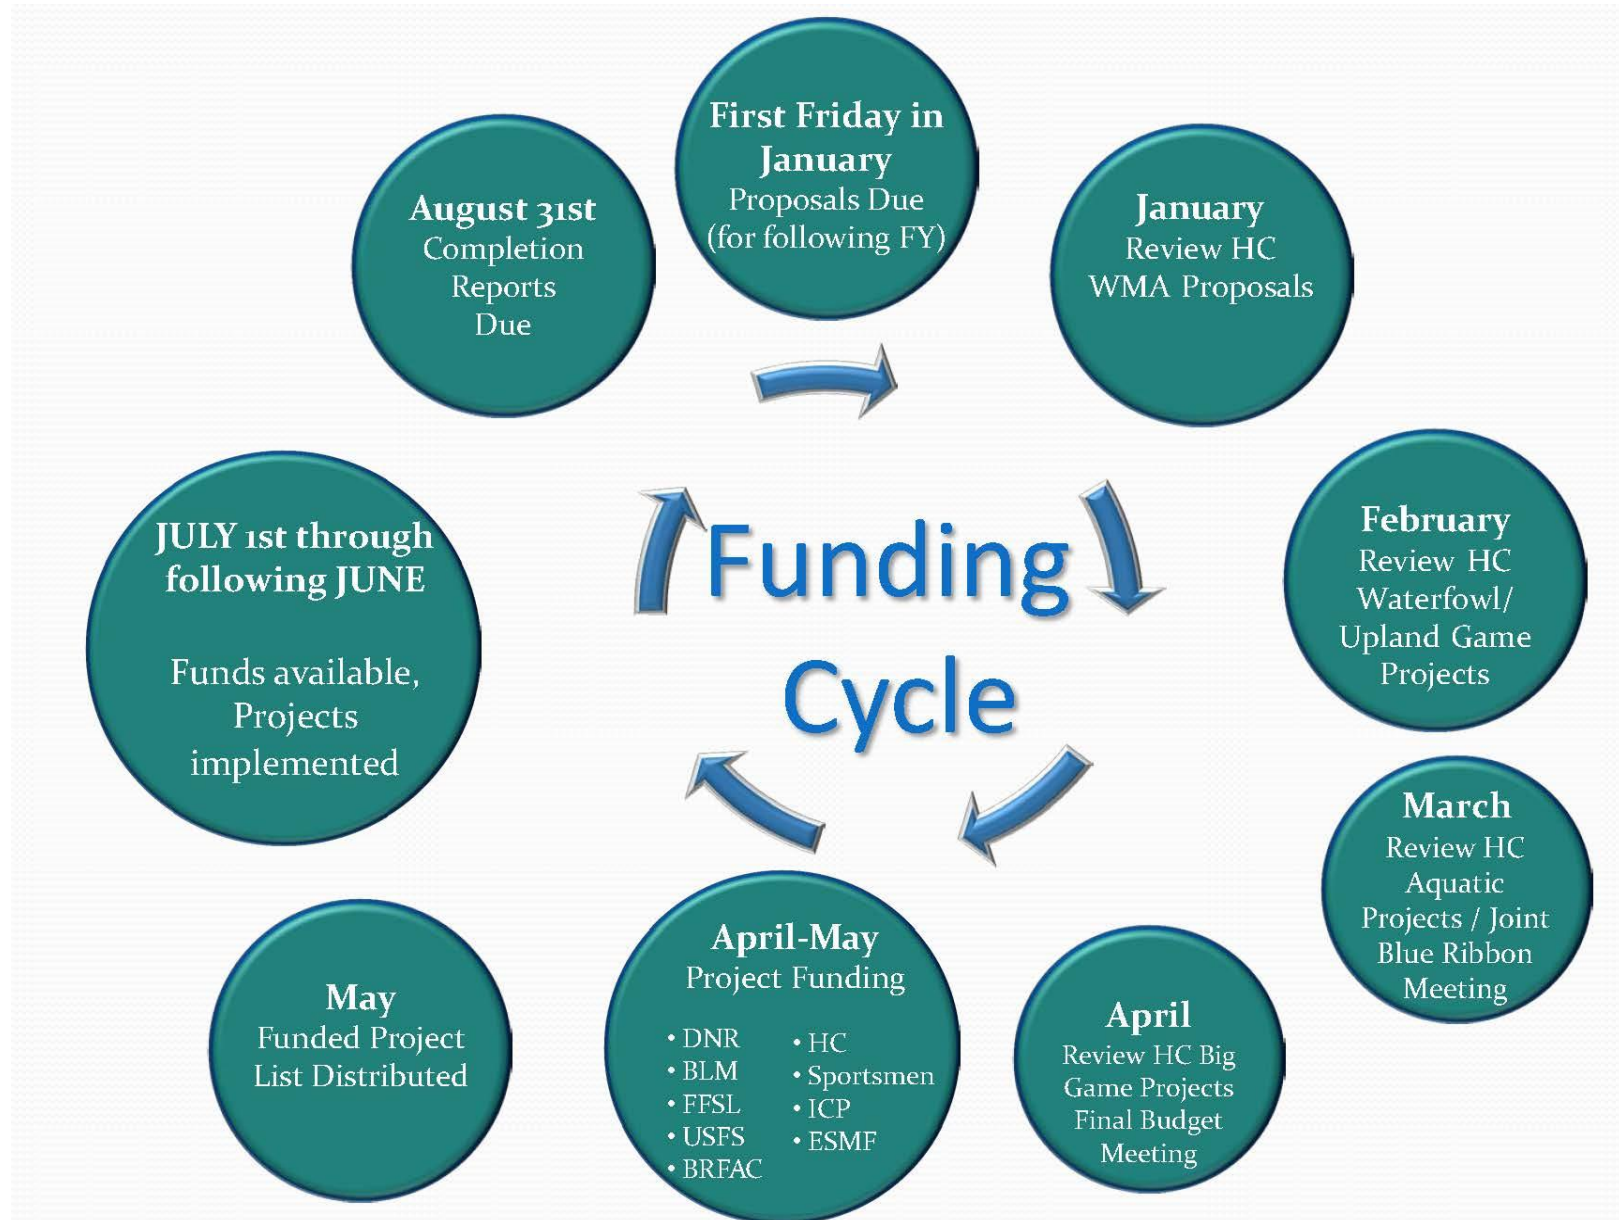 First Friday in
January
Proposals Due
(for following FY)
January
Review HC
WMA Proposals
February
Review HC
Waterfowl/
Upland Game
Projects
March
Review HC
Aquatic
Projects / Joint
Blue Ribbon
Meeting
April
Review HC Big
Game Projects
Final Budget
Meeting
April-May
Project Funding
• DNR
• BLM
• FFSL
• USFS
• BRFAC
• HC
• Sportsmen
• ICP
• ESMF
May
Funded Project
List Distributed
JULY 1st through
following JUNE
Funds available,
Projects
implemented
August 31st
Completion
Reports
Due
Funding
Cycle